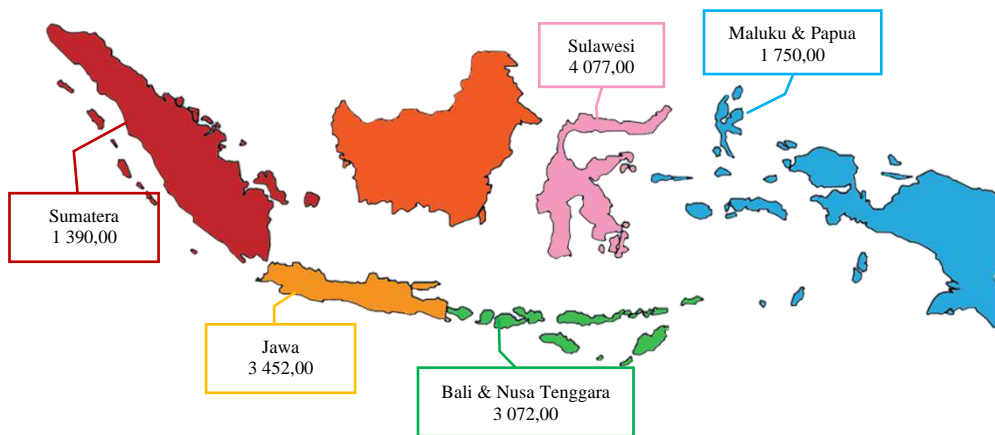 Sulawesi
4 077,00
Maluku & Papua
1 750,00
Sumatera
1 390,00
Jawa
3 452,00
Bali & Nusa Tenggara
3 072,00